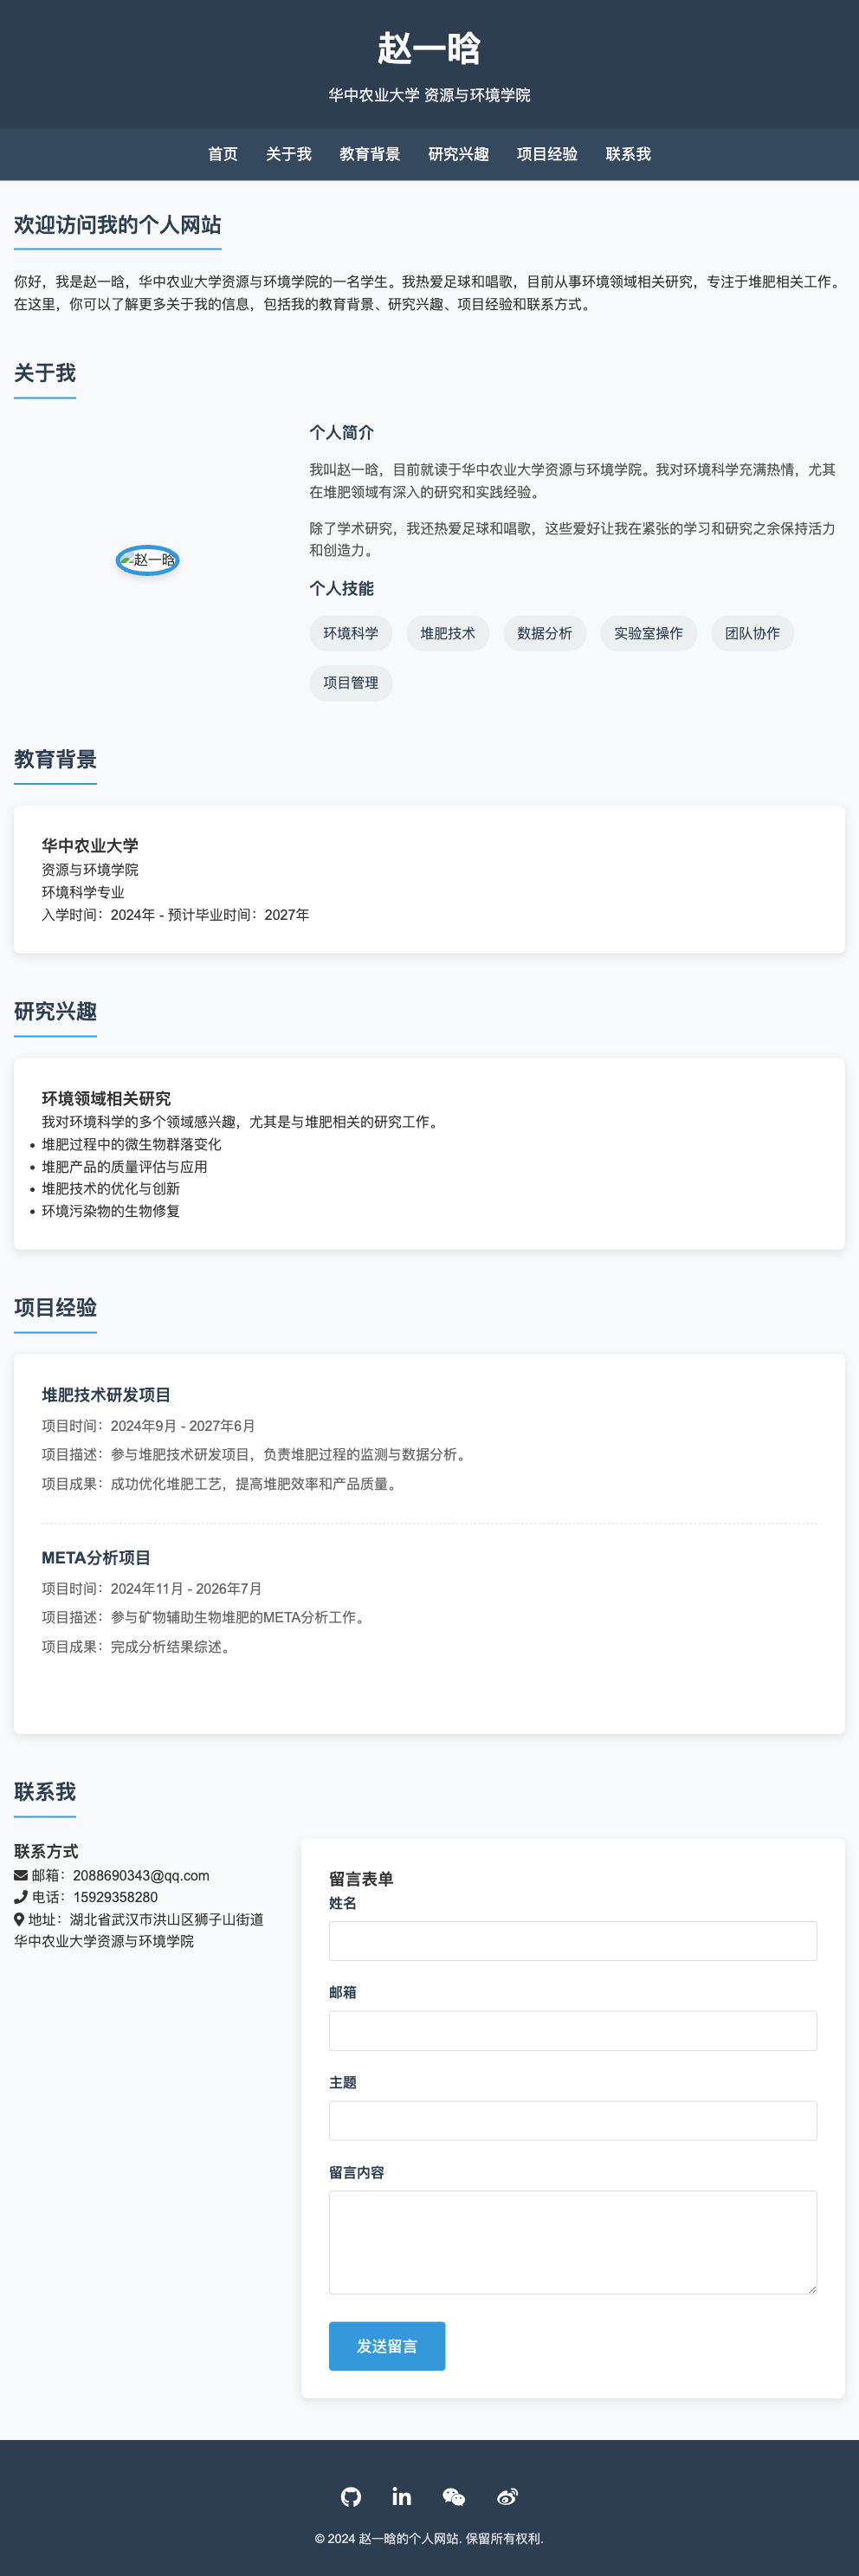 赵一晗
华中农业大学 资源与环境学院
首页 关于我 教育背景 研究兴趣 项目经验 联系我
欢迎访问我的个人网站
你好，我是赵一晗，华中农业大学资源与环境学院的一名学生。我热爱足球和唱歌，目前从事环境领域相关研究，专注于堆肥相关工作。
在这里，你可以了解更多关于我的信息，包括我的教育背景、研究兴趣、项目经验和联系方式。
关于我
赵一晗
个人简介
我叫赵一晗，目前就读于华中农业大学资源与环境学院。我对环境科学充满热情，尤其
在堆肥领域有深入的研究和实践经验。
除了学术研究，我还热爱足球和唱歌，这些爱好让我在紧张的学习和研究之余保持活力
和创造力。
个人技能
环境科学 堆肥技术 数据分析 实验室操作 团队协作
项目管理
教育背景
华中农业大学
资源与环境学院
环境科学专业
入学时间：2024年 - 预计毕业时间：2027年
研究兴趣
环境领域相关研究
我对环境科学的多个领域感兴趣，尤其是与堆肥相关的研究工作。
• 堆肥过程中的微生物群落变化
• 堆肥产品的质量评估与应用
• 堆肥技术的优化与创新
• 环境污染物的生物修复
项目经验
堆肥技术研发项目
项目时间：2024年9月 - 2027年6月
项目描述：参与堆肥技术研发项目，负责堆肥过程的监测与数据分析。
项目成果：成功优化堆肥工艺，提高堆肥效率和产品质量。
META分析项目
项目时间：2024年11月 - 2026年7月
项目描述：参与矿物辅助生物堆肥的META分析工作。
项目成果：完成分析结果综述。
联系我
联系方式
邮箱：2088690343@qq.com
电话：15929358280
地址：湖北省武汉市洪山区狮子山街道
华中农业大学资源与环境学院
留言表单
姓名
邮箱
主题
留言内容
发送留言
© 2024 赵一晗的个人网站. 保留所有权利.